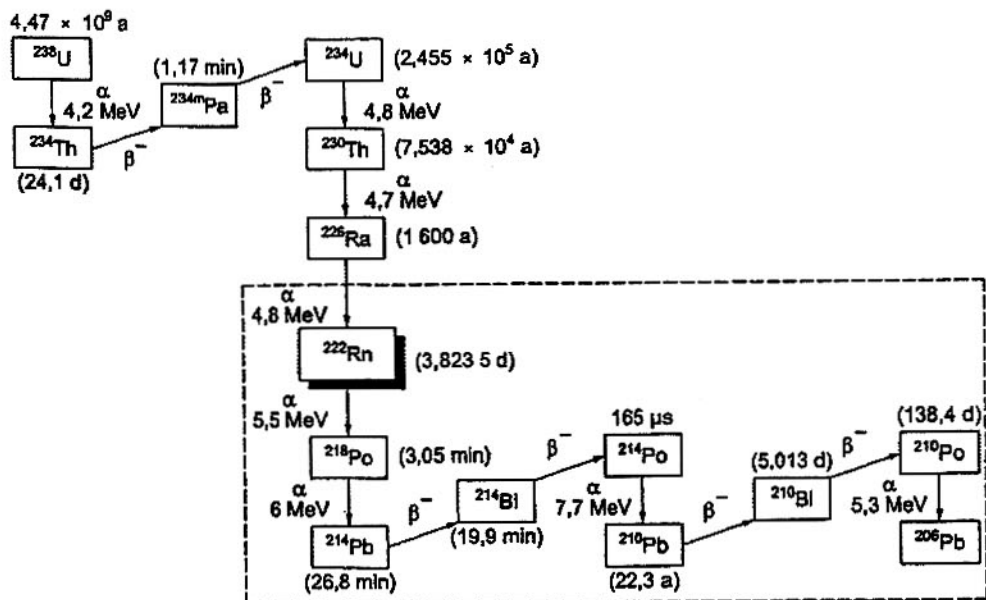 4,47 × 10⁹ a
²³⁸U
α
4,2 MeV
²³⁴Th
(24,1 d)
β⁻
(1,17 min)
²³⁴ᵐPa
β⁻
²³⁴U
(2,455 × 10⁵ a)
α
4,8 MeV
²³⁰Th
(7,538 × 10⁴ a)
α
4,7 MeV
²²⁶Ra
(1 600 a)
α
4,8 MeV
²²²Rn
(3,823 5 d)
α
5,5 MeV
²¹⁸Po
(3,05 min)
α
6 MeV
²¹⁴Pb
(26,8 min)
β⁻
²¹⁴Bi
(19,9 min)
β⁻
165 µs
²¹⁴Po
α
7,7 MeV
²¹⁰Pb
(22,3 a)
β⁻
(5,013 d)
²¹⁰Bi
β⁻
(138,4 d)
²¹⁰Po
α
5,3 MeV
²⁰⁶Pb